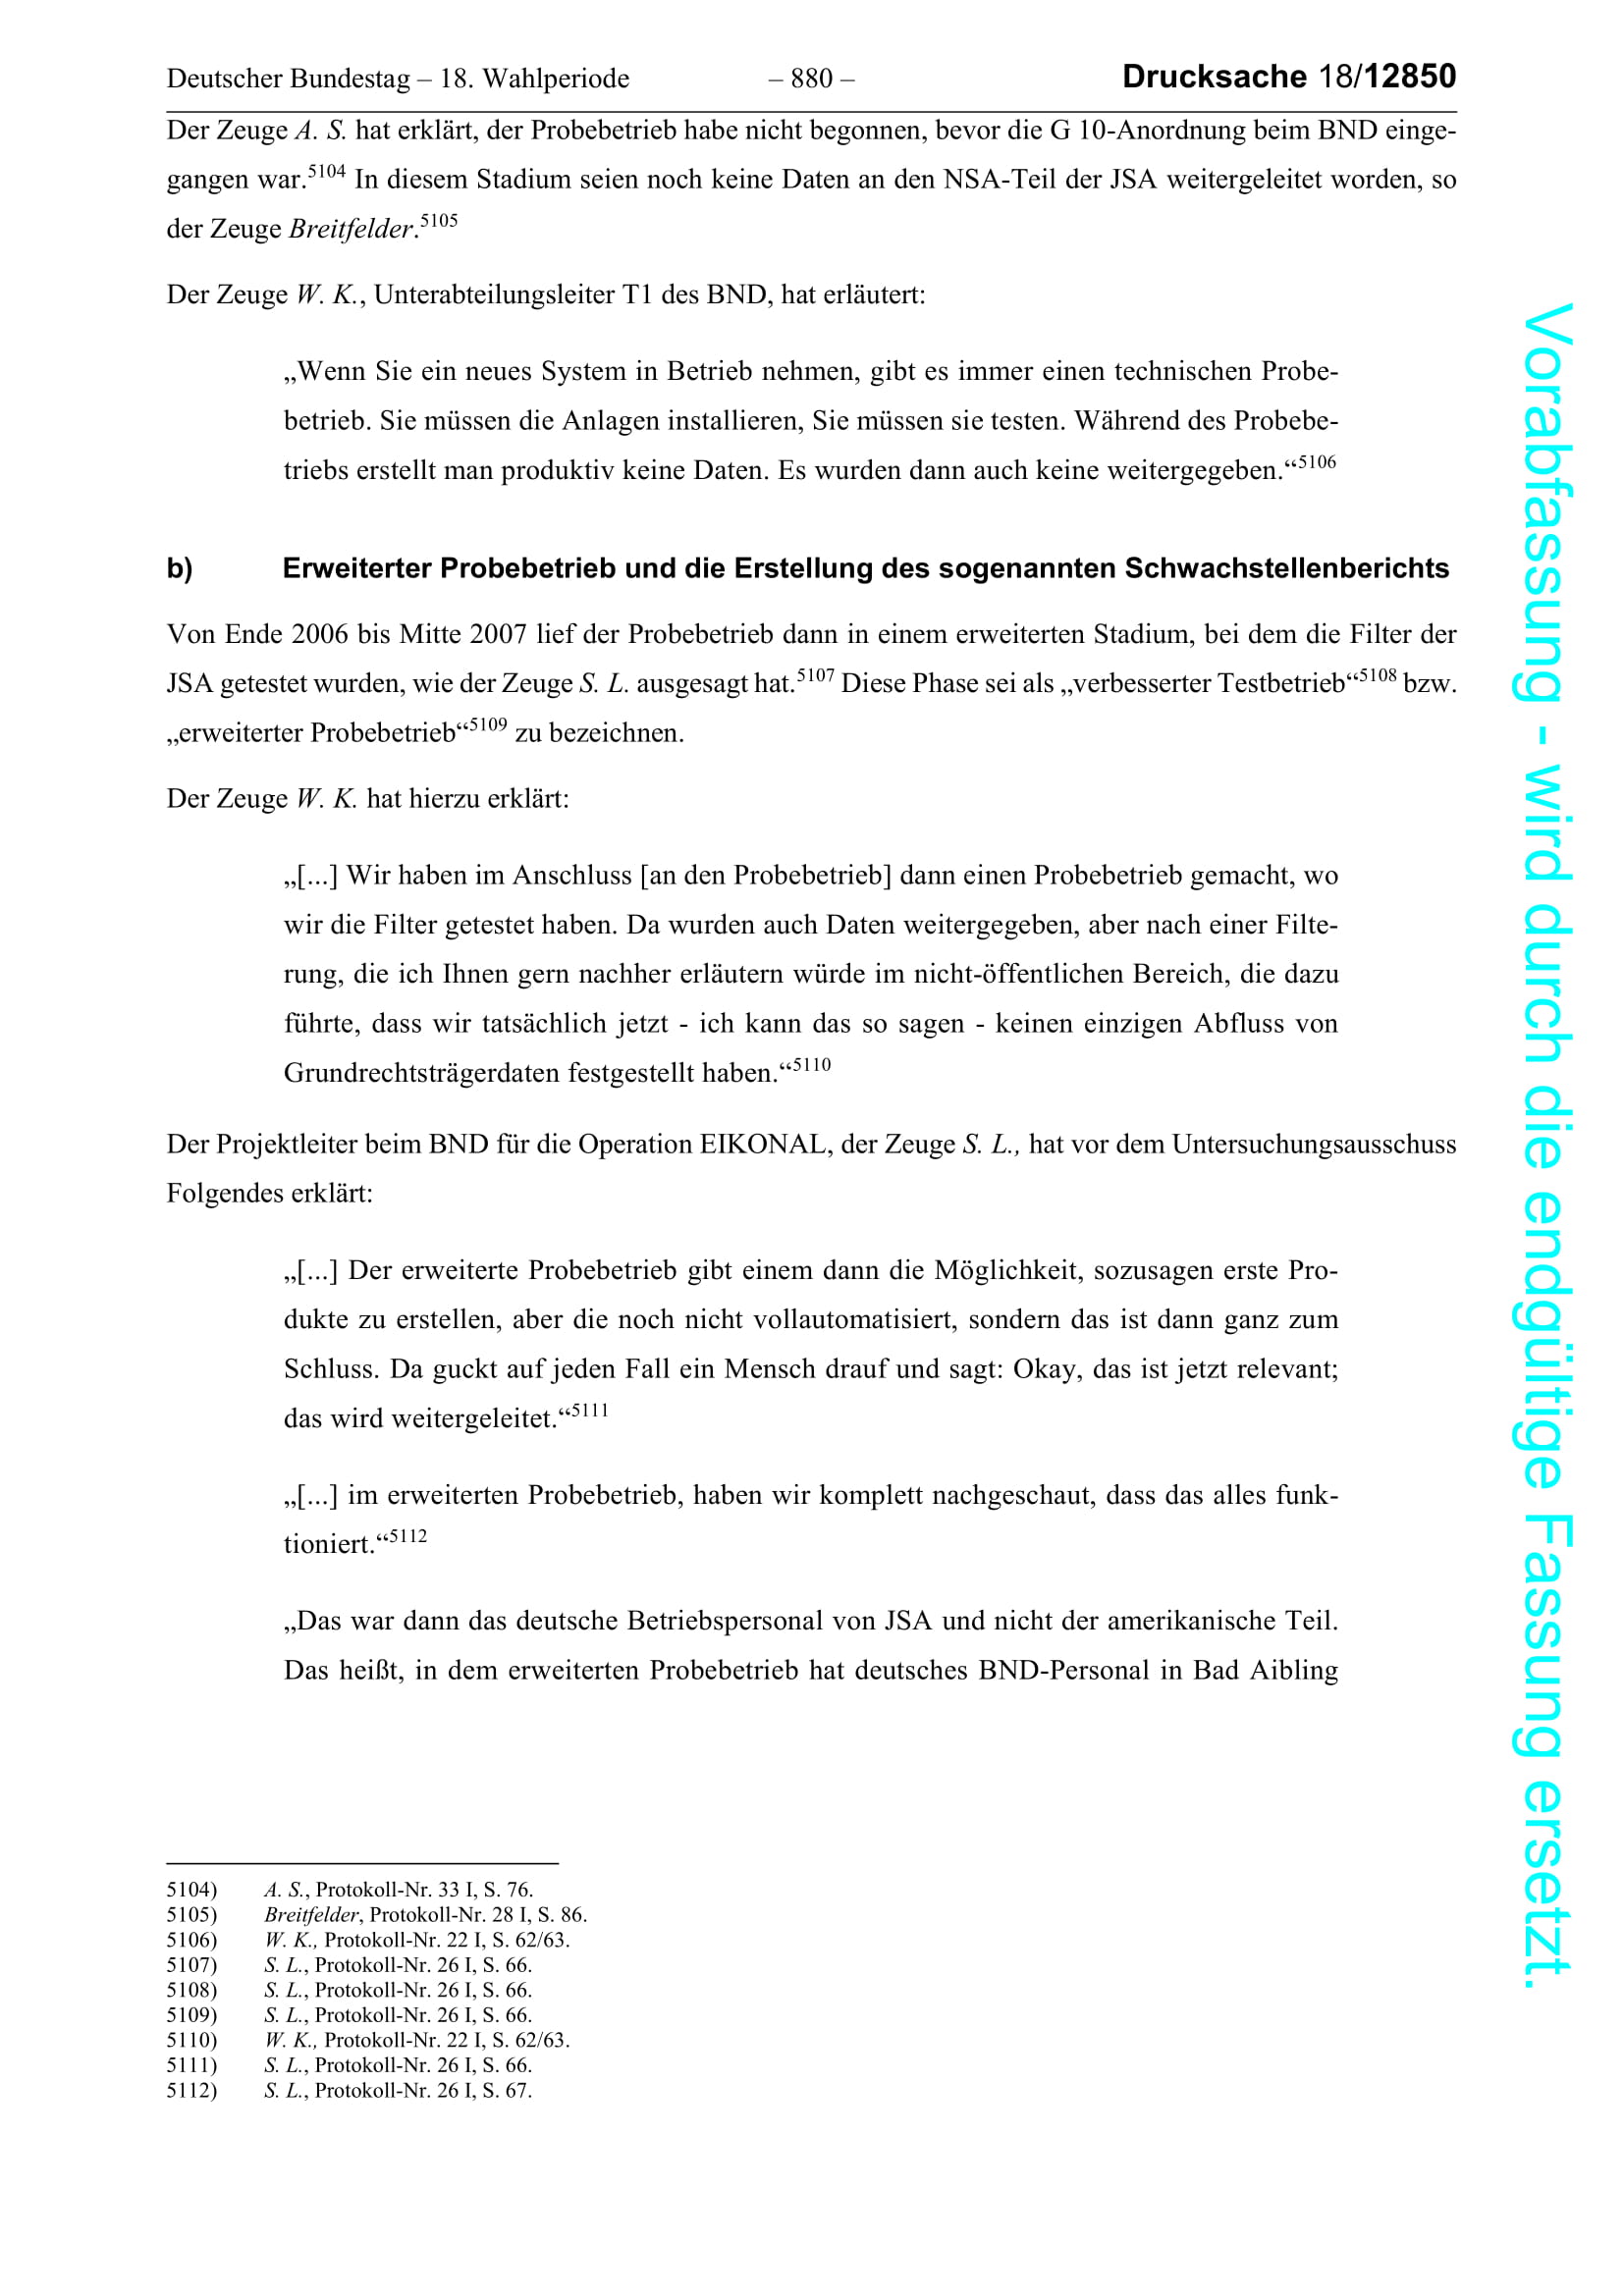 Deutscher Bundestag – 18. Wahlperiode – 880 – Drucksache 18/12850
Der Zeuge A. S. hat erklärt, der Probebetrieb habe nicht begonnen, bevor die G 10-Anordnung beim BND einge-
gangen war.5104 In diesem Stadium seien noch keine Daten an den NSA-Teil der JSA weitergeleitet worden, so
der Zeuge Breitfelder.5105
Der Zeuge W. K., Unterabteilungsleiter T1 des BND, hat erläutert:
„Wenn Sie ein neues System in Betrieb nehmen, gibt es immer einen technischen Probe-
betrieb. Sie müssen die Anlagen installieren, Sie müssen sie testen. Während des Probebe-
triebs erstellt man produktiv keine Daten. Es wurden dann auch keine weitergegeben.“5106
b) Erweiterter Probebetrieb und die Erstellung des sogenannten Schwachstellenberichts
Von Ende 2006 bis Mitte 2007 lief der Probebetrieb dann in einem erweiterten Stadium, bei dem die Filter der
JSA getestet wurden, wie der Zeuge S. L. ausgesagt hat.5107 Diese Phase sei als „verbesserter Testbetrieb“5108 bzw.
„erweiterter Probebetrieb“5109 zu bezeichnen.
Der Zeuge W. K. hat hierzu erklärt:
„[...] Wir haben im Anschluss [an den Probebetrieb] dann einen Probebetrieb gemacht, wo
wir die Filter getestet haben. Da wurden auch Daten weitergegeben, aber nach einer Filte-
rung, die ich Ihnen gern nachher erläutern würde im nicht-öffentlichen Bereich, die dazu
führte, dass wir tatsächlich jetzt - ich kann das so sagen - keinen einzigen Abfluss von
Grundrechtsträgerdaten festgestellt haben.“5110
Der Projektleiter beim BND für die Operation EIKONAL, der Zeuge S. L., hat vor dem Untersuchungsausschuss
Folgendes erklärt:
„[...] Der erweiterte Probebetrieb gibt einem dann die Möglichkeit, sozusagen erste Pro-
dukte zu erstellen, aber die noch nicht vollautomatisiert, sondern das ist dann ganz zum
Schluss. Da guckt auf jeden Fall ein Mensch drauf und sagt: Okay, das ist jetzt relevant;
das wird weitergeleitet.“5111
„[...] im erweiterten Probebetrieb, haben wir komplett nachgeschaut, dass das alles funk-
tioniert.“5112
„Das war dann das deutsche Betriebspersonal von JSA und nicht der amerikanische Teil.
Das heißt, in dem erweiterten Probebetrieb hat deutsches BND-Personal in Bad Aibling
5104) A. S., Protokoll-Nr. 33 I, S. 76.
5105) Breitfelder, Protokoll-Nr. 28 I, S. 86.
5106) W. K., Protokoll-Nr. 22 I, S. 62/63.
5107) S. L., Protokoll-Nr. 26 I, S. 66.
5108) S. L., Protokoll-Nr. 26 I, S. 66.
5109) S. L., Protokoll-Nr. 26 I, S. 66.
5110) W. K., Protokoll-Nr. 22 I, S. 62/63.
5111) S. L., Protokoll-Nr. 26 I, S. 66.
5112) S. L., Protokoll-Nr. 26 I, S. 67.
Vorabfassung - wird durch die endgültige Fassung ersetzt.